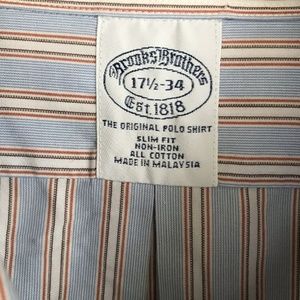 Brooks Brothers
17½-34
Est. 1818
THE ORIGINAL POLO SHIRT
SLIM FIT
NON-IRON
ALL COTTON
MADE IN MALAYSIA